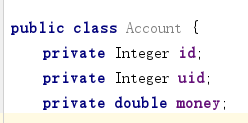 public class Account {
    private Integer id;
    private Integer uid;
    private double money;